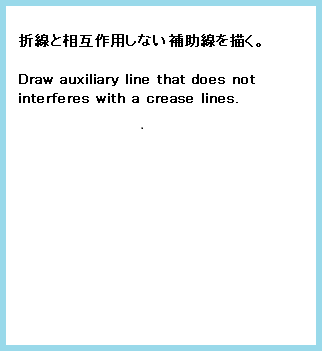 折線と相互作用しない補助線を描く。
Draw auxiliary line that does not
interferes with a crease lines.